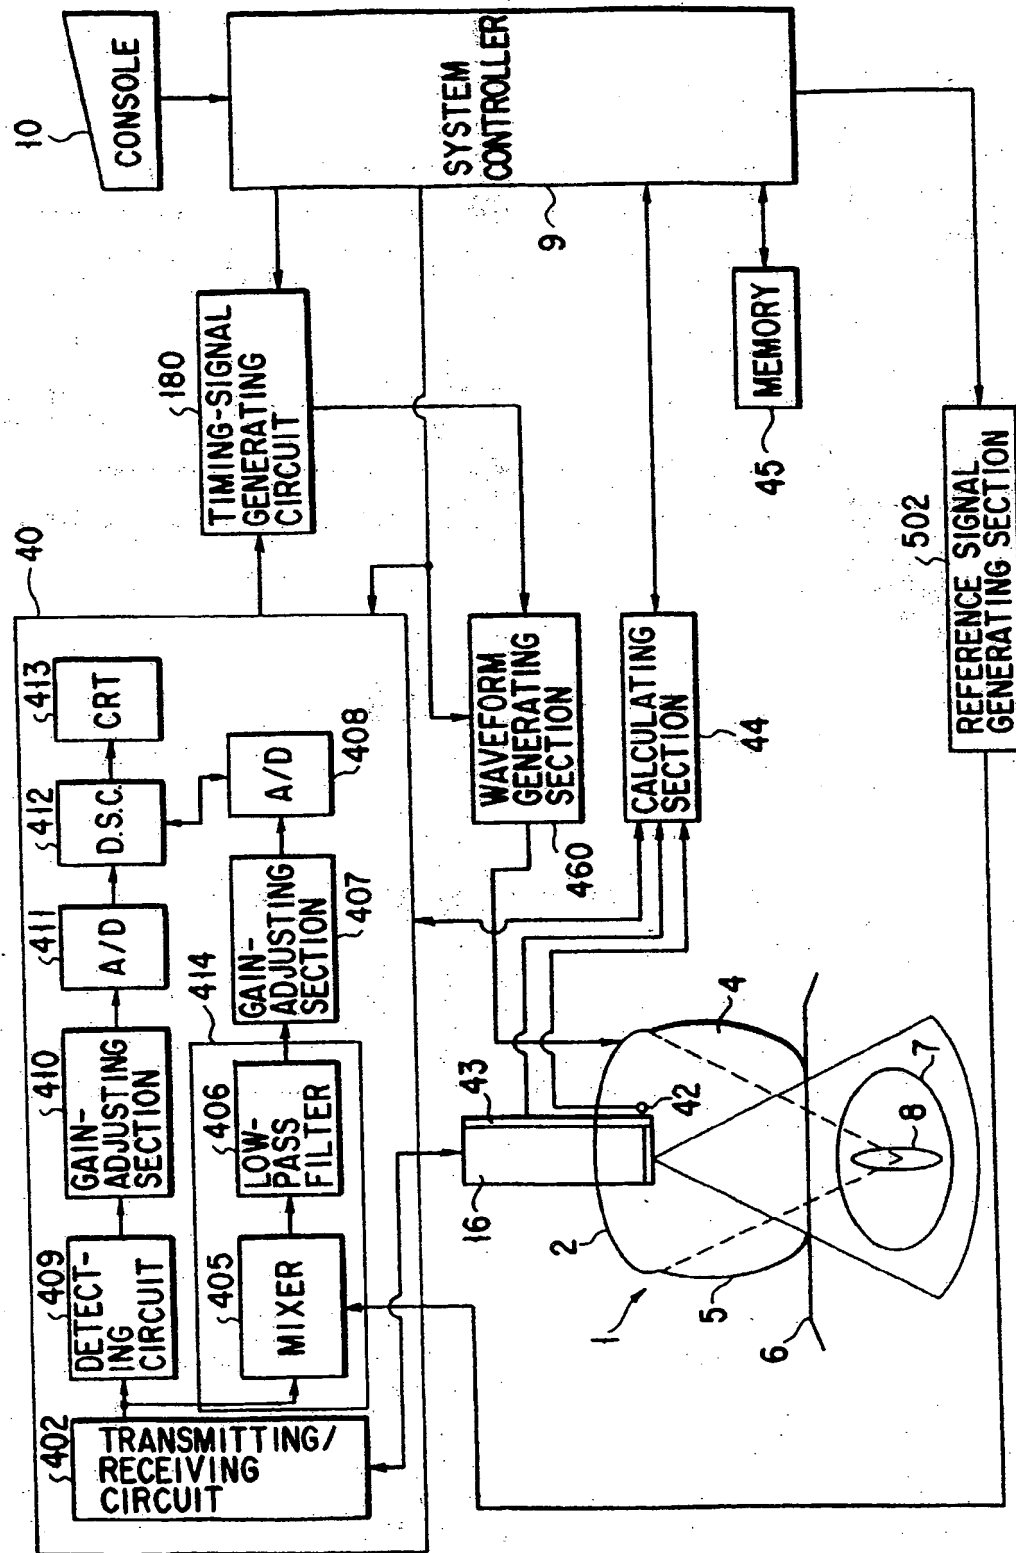 40
402
TRANSMITTING/
RECEIVING
CIRCUIT
409
DETECT-
ING
CIRCUIT
410
GAIN-
ADJUSTING
SECTION
411
A/D
412
D.S.C.
413
CRT
405
MIXER
406
LOW-
PASS
FILTER
414
GAIN-
ADJUSTING
SECTION
407
A/D
408
180
TIMING-SIGNAL
GENERATING
CIRCUIT
10
CONSOLE
SYSTEM
CONTROLLER
9
WAVEFORM
GENERATING
SECTION
460
CALCULATING
SECTION
44
MEMORY
45
502
REFERENCE SIGNAL
GENERATING SECTION
16
43
42
1
2
4
5
6
7
8